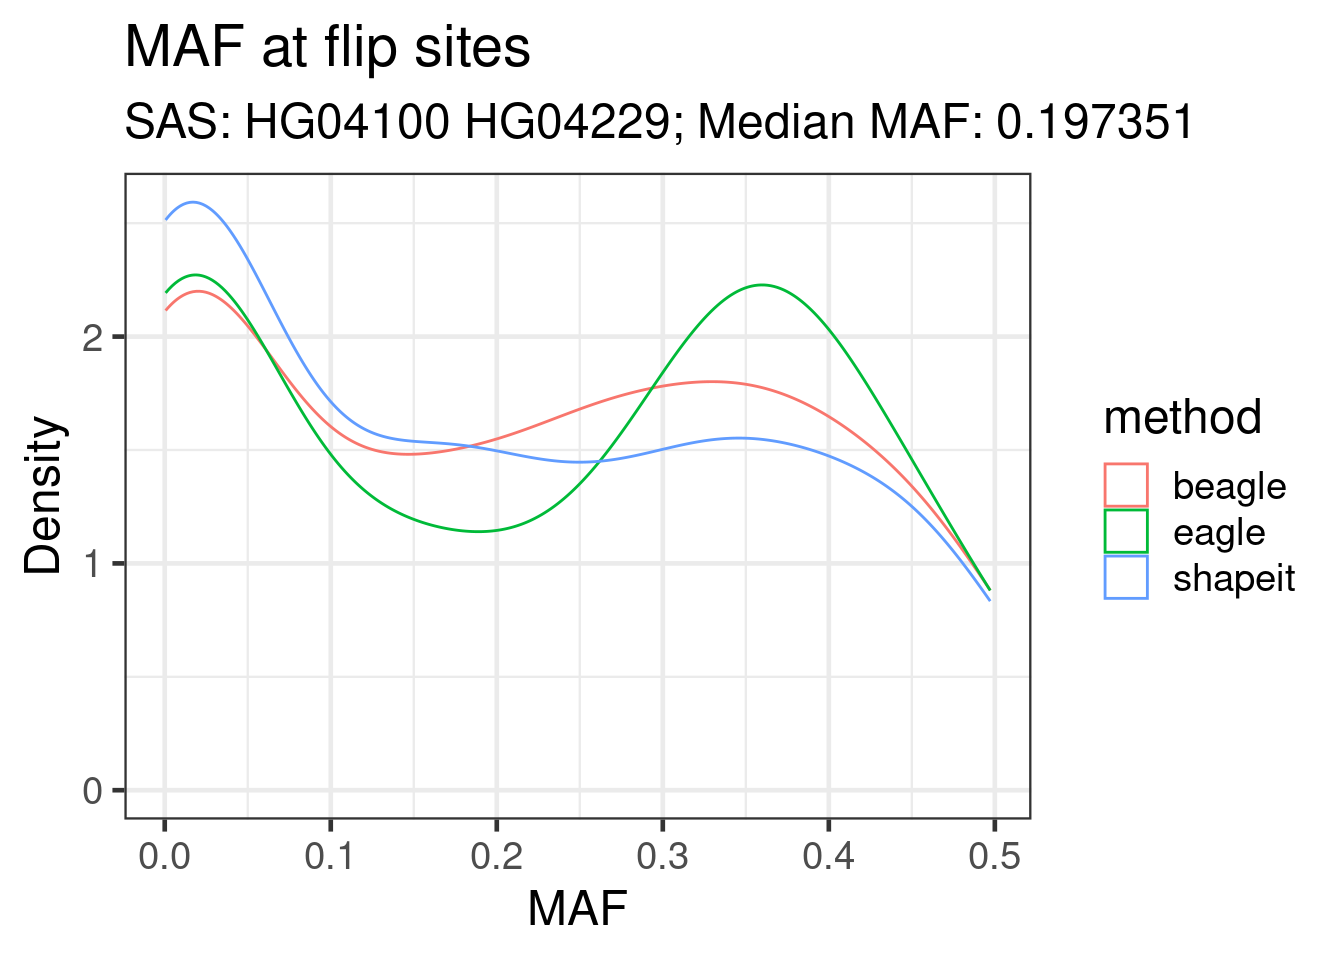 MAF at flip sites
SAS: HG04100 HG04229; Median MAF: 0.197351
Density
2
1
0
0.0 0.1 0.2 0.3 0.4 0.5
MAF
method
beagle
eagle
shapeit